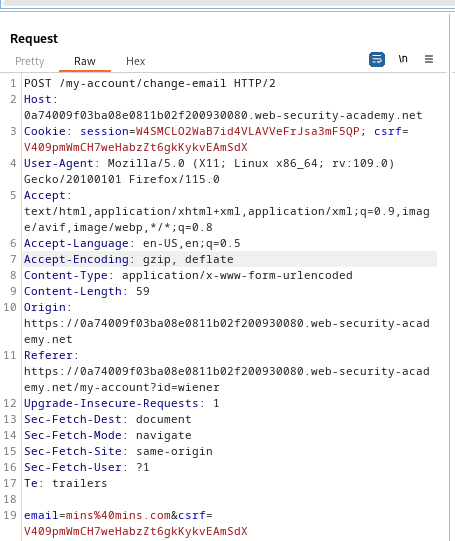 Request
Pretty Raw Hex \n
1 POST /my-account/change-email HTTP/2
2 Host:
0a74009f03ba08e0811b02f200930080.web-security-academy.net
3 Cookie: session=W4SMCLO2WaB7id4VLAVVeFrJsa3mF5QP; csrf=
V409pmWmCH7weHabzZt6gkKykvEAmSdX
4 User-Agent: Mozilla/5.0 (X11; Linux x86_64; rv:109.0)
Gecko/20100101 Firefox/115.0
5 Accept:
text/html,application/xhtml+xml,application/xml;q=0.9,imag
e/avif,image/webp,*/*;q=0.8
6 Accept-Language: en-US,en;q=0.5
7 Accept-Encoding: gzip, deflate
8 Content-Type: application/x-www-form-urlencoded
9 Content-Length: 59
10 Origin:
https://0a74009f03ba08e0811b02f200930080.web-security-acad
emy.net
11 Referer:
https://0a74009f03ba08e0811b02f200930080.web-security-acad
emy.net/my-account?id=wiener
12 Upgrade-Insecure-Requests: 1
13 Sec-Fetch-Dest: document
14 Sec-Fetch-Mode: navigate
15 Sec-Fetch-Site: same-origin
16 Sec-Fetch-User: ?1
17 Te: trailers
18
19 email=mins%40mins.com&csrf=
V409pmWmCH7weHabzZt6gkKykvEAmSdX